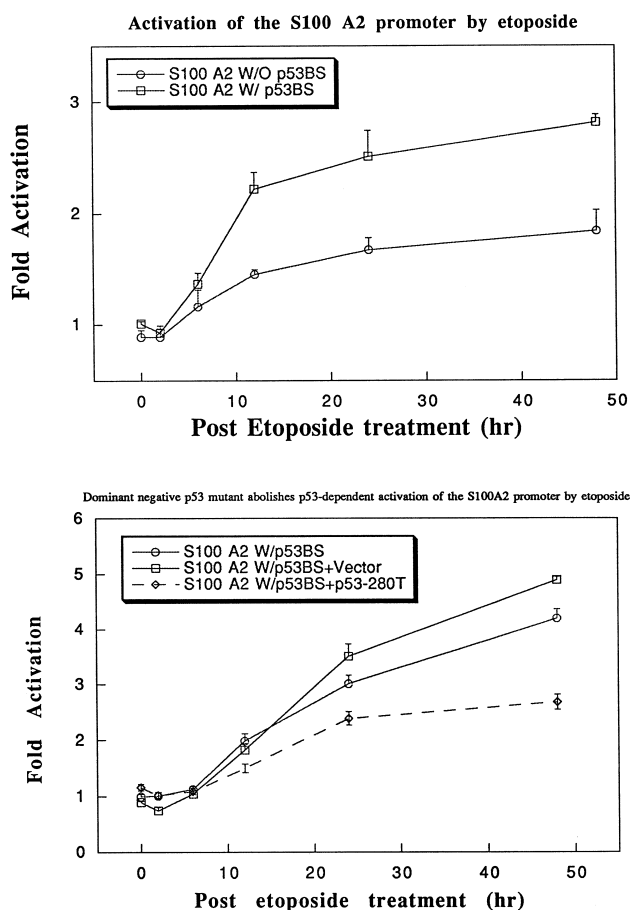 Activation of the S100 A2 promoter by etoposide
S100 A2 W/O p53BS
S100 A2 W/ p53BS
3
2
1
Fold Activation
0 10 20 30 40 50
Post Etoposide treatment (hr)
Dominant negative p53 mutant abolishes p53-dependent activation of the S100A2 promoter by etoposide
6
S100 A2 W/p53BS
S100 A2 W/p53BS+Vector
S100 A2 W/p53BS+p53-280T
5
4
3
2
1
0
Fold Activation
0 10 20 30 40 50
Post etoposide treatment (hr)